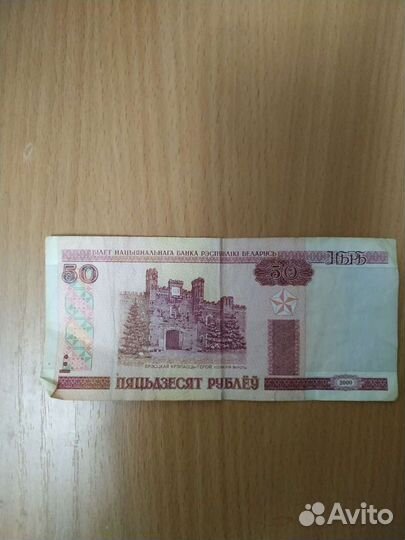 БІЛЕТ НАЦЫЯНАЛЬНАГА БАНКА РЭСПУБЛІКІ БЕЛАРУСЬ
50
50
НБРБ
БРЭСЦКАЯ КРЭПАСЦЬ-ГЕРОЙ
ПЯЦЬДЗЕСЯТ РУБЛЁЎ
2000
Avito